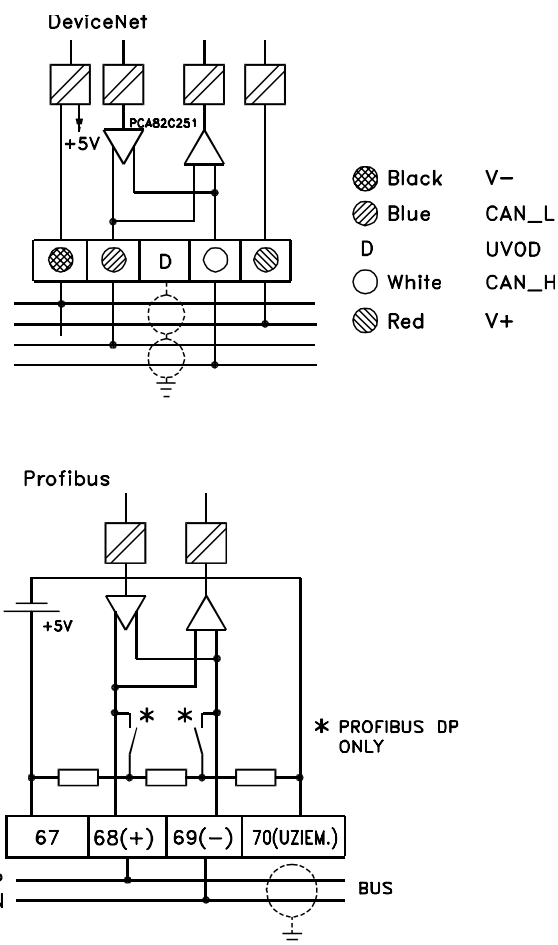 DeviceNet
PCA82C251
+5V
Black V-
Blue CAN_L
D UVOD
White CAN_H
Red V+
D
Profibus
+5V
* *
* PROFIBUS DP
ONLY
67 68(+) 69(-) 70(UZIEM.)
BUS